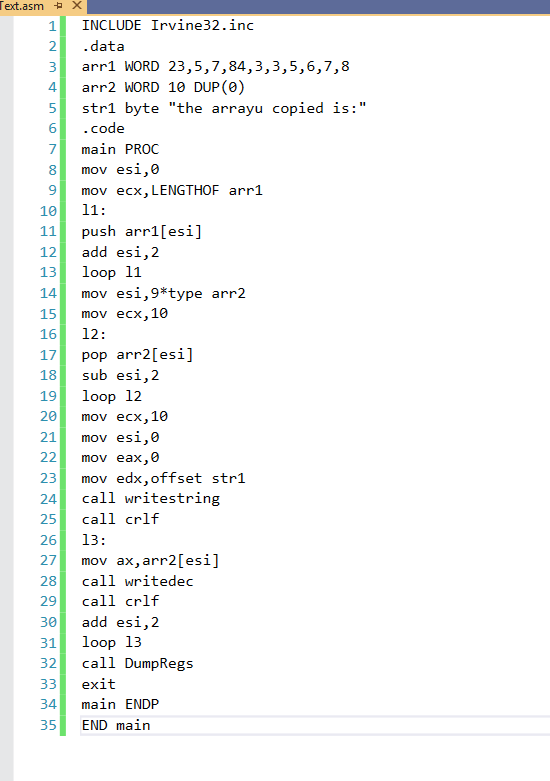 Text.asm
1 INCLUDE Irvine32.inc
2 .data
3 arr1 WORD 23,5,7,84,3,3,5,6,7,8
4 arr2 WORD 10 DUP(0)
5 str1 byte "the arrayu copied is:"
6 .code
7 main PROC
8 mov esi,0
9 mov ecx,LENGTHOF arr1
10 l1:
11 push arr1[esi]
12 add esi,2
13 loop l1
14 mov esi,9*type arr2
15 mov ecx,10
16 l2:
17 pop arr2[esi]
18 sub esi,2
19 loop l2
20 mov ecx,10
21 mov esi,0
22 mov eax,0
23 mov edx,offset str1
24 call writestring
25 call crlf
26 l3:
27 mov ax,arr2[esi]
28 call writedec
29 call crlf
30 add esi,2
31 loop l3
32 call DumpRegs
33 exit
34 main ENDP
35 END main